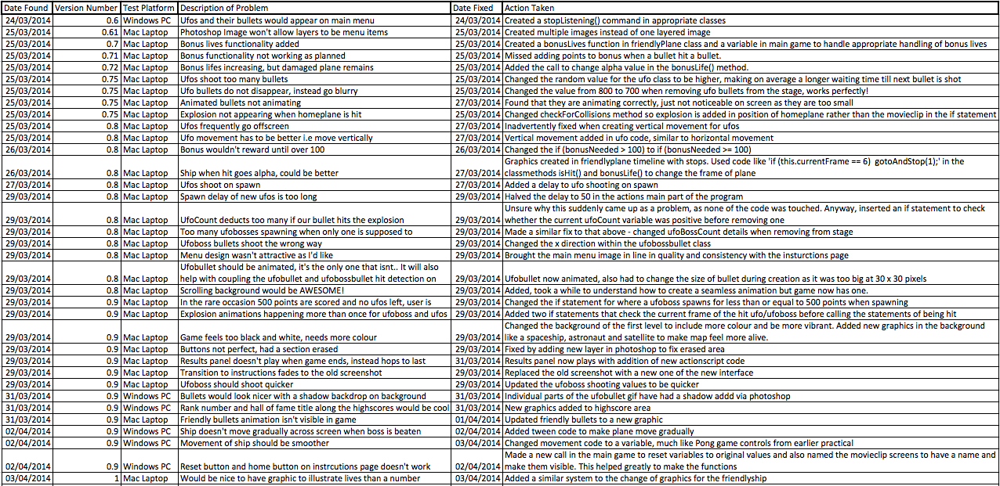 Date Found Version Number Test Platform Description of Problem Date Fixed Action Taken
24/03/2014 0.6 Windows PC Ufos and their bullets would appear on main menu 24/03/2014 Created a stopListening() command in appropriate classes
25/03/2014 0.61 Mac Laptop Photoshop Image won't allow layers to be menu items 25/03/2014 Created multiple images instead of one layered image
25/03/2014 0.7 Mac Laptop Bonus lives functionality added 25/03/2014 Created a bonusLives function in friendlyPlane class and a variable in main game to handle appropriate handling of bonus lives
25/03/2014 0.71 Mac Laptop Bonus functionality not working as planned 25/03/2014 Missed adding points to bonus when a bullet hit a bullet.
25/03/2014 0.72 Mac Laptop Bonus lifes increasing, but damaged plane remains 25/03/2014 Added the call to change alpha value in the bonusLife() method.
25/03/2014 0.75 Mac Laptop Ufos shoot too many bullets 25/03/2014 Changed the random value for the ufo class to be higher, making on average a longer waiting time till next bullet is shot
25/03/2014 0.75 Mac Laptop Ufo bullets do not disappear, instead go blurry 25/03/2014 Changed the value from 800 to 700 when removing ufo bullets from the stage, works perfectly!
25/03/2014 0.75 Mac Laptop Animated bullets not animating 27/03/2014 Found that they are animating correctly, just not noticeable on screen as they are too small
25/03/2014 0.75 Mac Laptop Explosion not appearing when homeplane is hit 25/03/2014 Changed checkForCollisions method so explosion is added in position of homeplane rather than the movieclip in the if statement
25/03/2014 0.8 Mac Laptop Ufos frequently go offscreen 27/03/2014 Inadvertently fixed when creating vertical movement for ufos
25/03/2014 0.8 Mac Laptop Ufo movement has to be better i.e move vertically 27/03/2014 Vertical movement added in ufo code, similar to horizontal movement
26/03/2014 0.8 Mac Laptop Bonus wouldn't reward until over 100 26/03/2014 Changed the if (bonusNeeded > 100) to if (bonusNeeded >= 100)
Graphics created in friendlyplane timeline with stops. Used code like 'if (this.currentFrame == 6) gotoAndStop(1);' in the
26/03/2014 0.8 Mac Laptop Ship when hit goes alpha, could be better 27/03/2014 classmethods isHit() and bonusLife() to change the frame of plane
27/03/2014 0.8 Mac Laptop Ufos shoot on spawn 27/03/2014 Added a delay to ufo shooting on spawn
29/03/2014 0.8 Mac Laptop Spawn delay of new ufos is too long 29/03/2014 Halved the delay to 50 in the actions main part of the program
Unsure why this suddenly came up as a problem, as none of the code was touched. Anyway, inserted an if statement to check
29/03/2014 0.8 Mac Laptop UfoCount deducts too many if our bullet hits the explosion 29/03/2014 whether the current ufoCount variable was positive before removing one
29/03/2014 0.8 Mac Laptop Too many ufobosses spawning when only one is supposed to 29/03/2014 Made a similar fix to that above - changed ufoBossCount details when removing from stage
29/03/2014 0.8 Mac Laptop Ufoboss bullets shoot the wrong way 29/03/2014 Changed the x direction within the ufobossbullet class
29/03/2014 0.8 Mac Laptop Menu design wasn't attractive as I'd like 29/03/2014 Brought the main menu image in line in quality and consistency with the insturctions page
Ufobullet should be animated, it's the only one that isnt.. It will also
29/03/2014 0.8 Mac Laptop help with coupling the ufobullet and ufobossbullet hit detection on 29/03/2014 Ufobullet now animated, also had to change the size of bullet during creation as it was too big at 30 x 30 pixels
29/03/2014 0.8 Mac Laptop Scrolling background would be AWESOME! 29/03/2014 Added, took a while to understand how to create a seamless animation but game now has one.
29/03/2014 0.9 Mac Laptop In the rare occasion 500 points are scored and no ufos left, user is 29/03/2014 Changed the if statement for where a ufoboss spawns for less than or equal to 500 points when spawning
29/03/2014 0.9 Mac Laptop Explosion animations happening more than once for ufoboss and ufos 29/03/2014 Added two if statements that check the current frame of the hit ufo/ufoboss before calling the statements of being hit
Changed the background of the first level to include more colour and be more vibrant. Added new graphics in the background
29/03/2014 0.9 Mac Laptop Game feels too black and white, needs more colour 29/03/2014 like a spaceship, astronaut and satellite to make map feel more alive.
29/03/2014 0.9 Mac Laptop Buttons not perfect, had a section erased 29/03/2014 Fixed by adding new layer in photoshop to fix erased area
29/03/2014 0.9 Mac Laptop Results panel doesn't play when game ends, instead hops to last 31/03/2014 Results panel now plays with addition of new actionscript code
29/03/2014 0.9 Mac Laptop Transition to instructions fades to the old screenshot 29/03/2014 Replaced the old screenshot with a new one of the new interface
29/03/2014 0.9 Mac Laptop Ufoboss should shoot quicker 29/03/2014 Updated the ufoboss shooting values to be quicker
31/03/2014 0.9 Windows PC Bullets would look nicer with a shadow backdrop on background 31/03/2014 Individual parts of the ufobullet gif have had a shadow addd via photoshop
31/03/2014 0.9 Windows PC Rank number and hall of fame title along the highscores would be cool 31/03/2014 New graphics added to highscore area
31/03/2014 0.9 Mac Laptop Friendly bullets animation isn't visible in game 01/04/2014 Updated friendly bullets to a new graphic
02/04/2014 0.9 Windows PC Ship doesn't move gradually across screen when boss is beaten 02/04/2014 Added tween code to make plane move gradually
02/04/2014 0.9 Windows PC Movement of ship should be smoother 03/04/2014 Changed movement code to a variable, much like Pong game controls from earlier practical
Made a new call in the main game to reset variables to original values and also named the movieclip screens to have a name and
02/04/2014 0.9 Windows PC Reset button and home button on instrcutions page doesn't work 02/04/2014 make them visible. This helped greatly to make the functions
03/04/2014 1 Mac Laptop Would be nice to have graphic to illustrate lives than a number 03/04/2014 Added a similar system to the change of graphics for the friendlyship